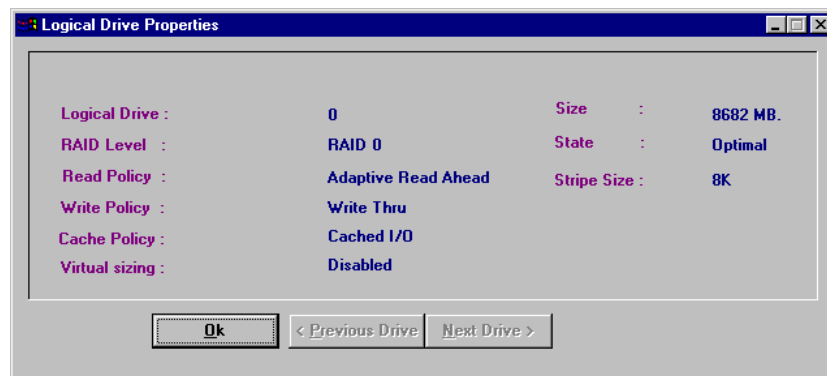 Logical Drive Properties
Logical Drive : 0
Size : 8682 MB.
RAID Level : RAID 0
State : Optimal
Read Policy : Adaptive Read Ahead
Stripe Size : 8K
Write Policy : Write Thru
Cache Policy : Cached I/O
Virtual sizing : Disabled
Ok
< Previous Drive
Next Drive >